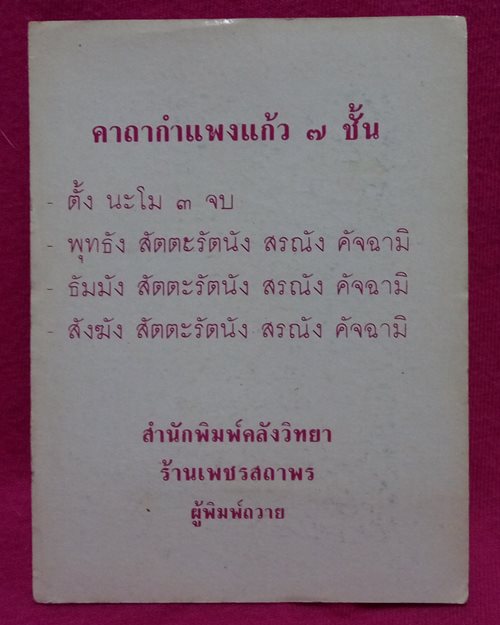 คาถากำแพงแก้ว ๗ ชั้น
- ตั้ง นะโม ๓ จบ
- พุทธัง สัตตะรัตนัง สรณัง คัจฉามิ
- ธัมมัง สัตตะรัตนัง สรณัง คัจฉามิ
- สังฆัง สัตตะรัตนัง สรณัง คัจฉามิ
สำนักพิมพ์คลังวิทยา
ร้านเพชรสถาพร
ผู้พิมพ์ถวาย